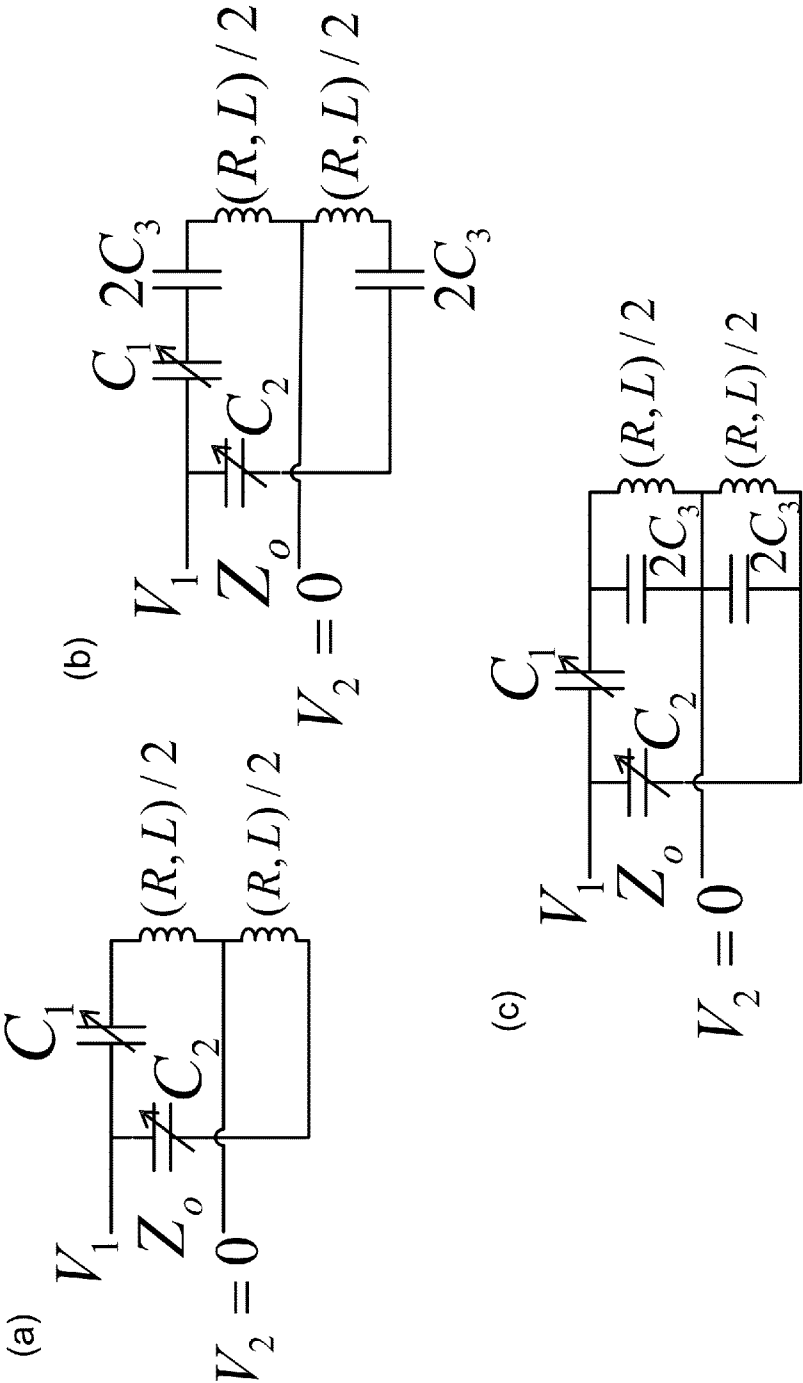 (a)
V₁
Zₒ
V₂ = 0
C₁
C₂
(R, L) / 2
(R, L) / 2
(b)
V₁
Zₒ
V₂ = 0
C₁
C₂
2C₃
2C₃
(R, L) / 2
(R, L) / 2
(c)
V₁
Zₒ
V₂ = 0
C₁
C₂
2C₃
2C₃
(R, L) / 2
(R, L) / 2